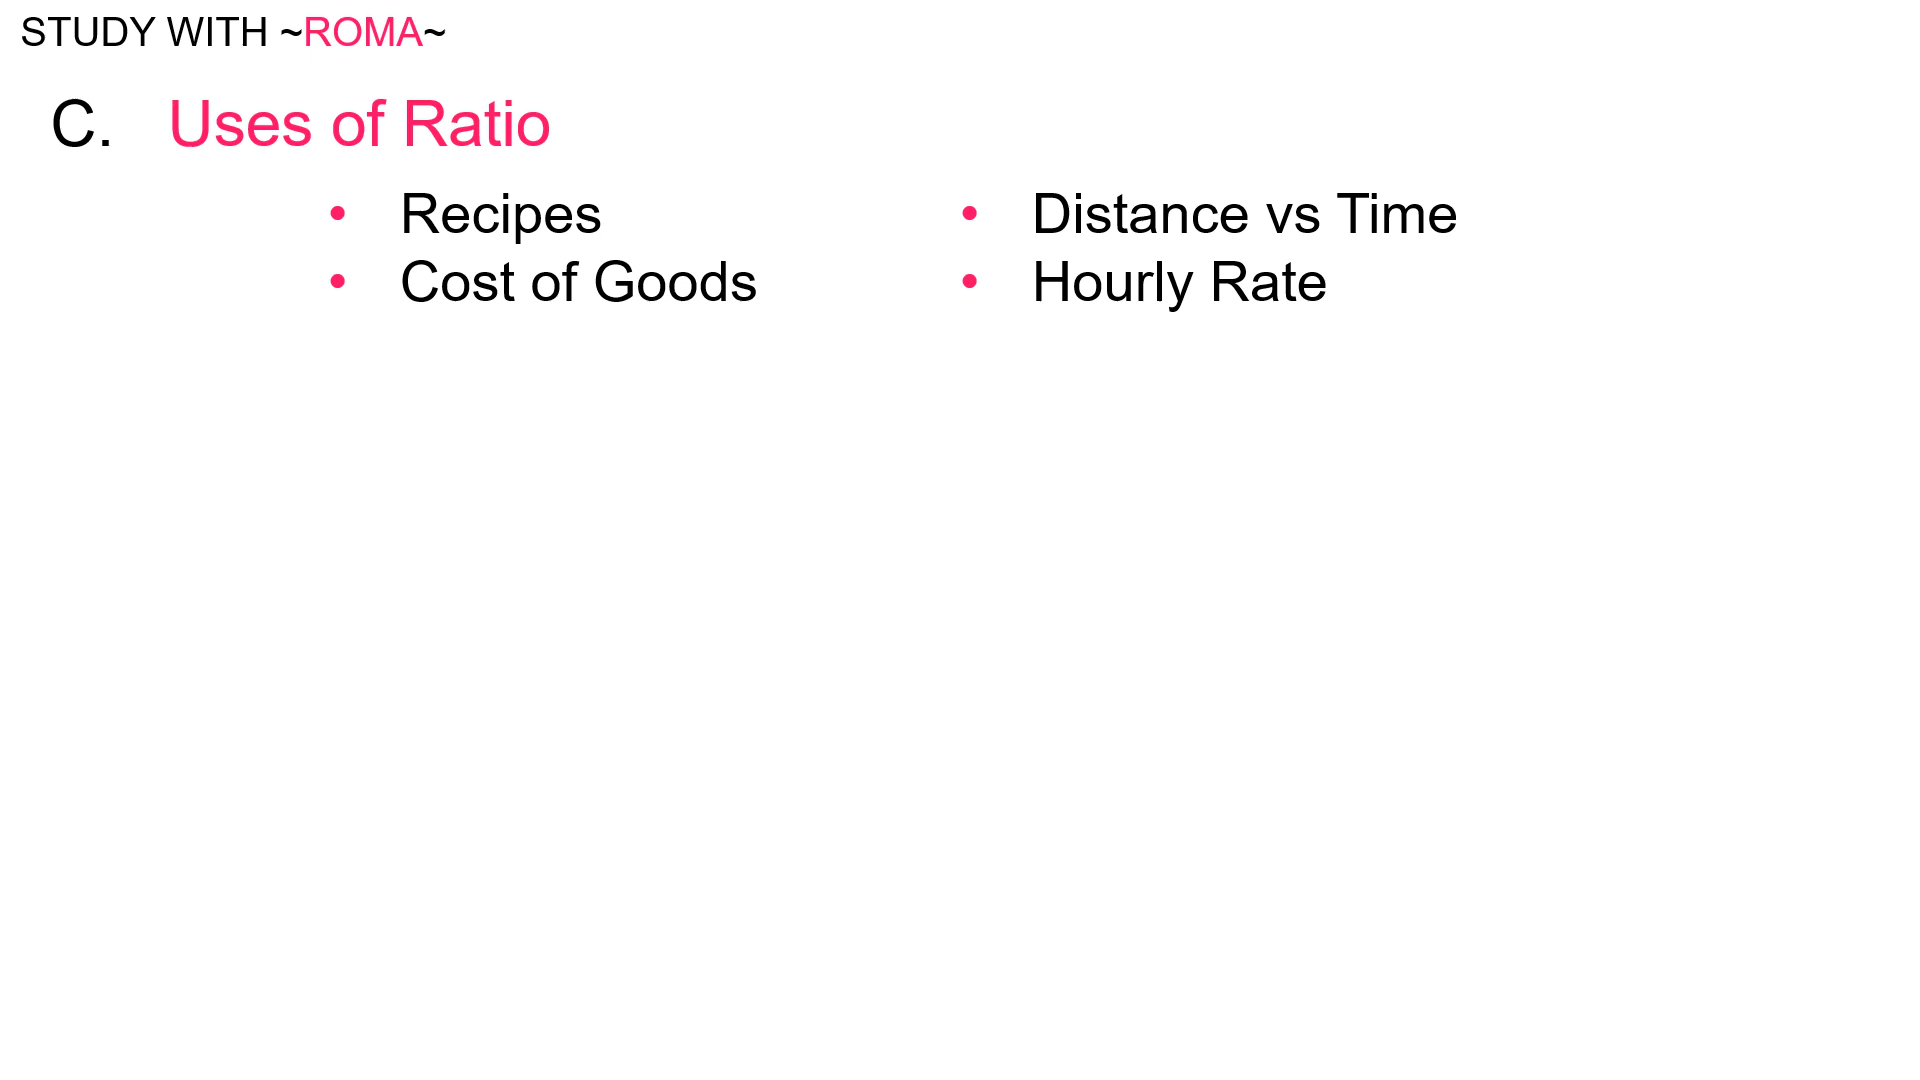 STUDY WITH ~ROMA~
C. Uses of Ratio
• Recipes
• Cost of Goods
• Distance vs Time
• Hourly Rate